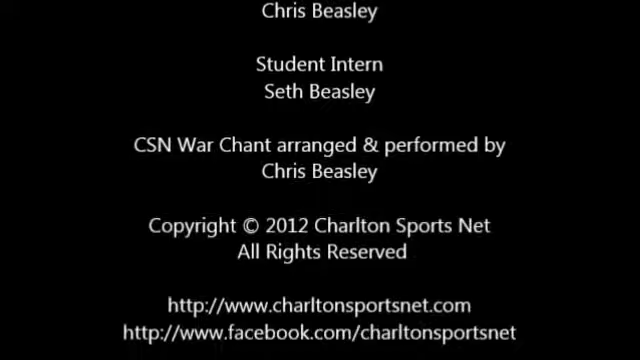 Chris Beasley
Student Intern
Seth Beasley
CSN War Chant arranged & performed by
Chris Beasley
Copyright © 2012 Charlton Sports Net
All Rights Reserved
http://www.charltonsportsnet.com
http://www.facebook.com/charltonsportsnet